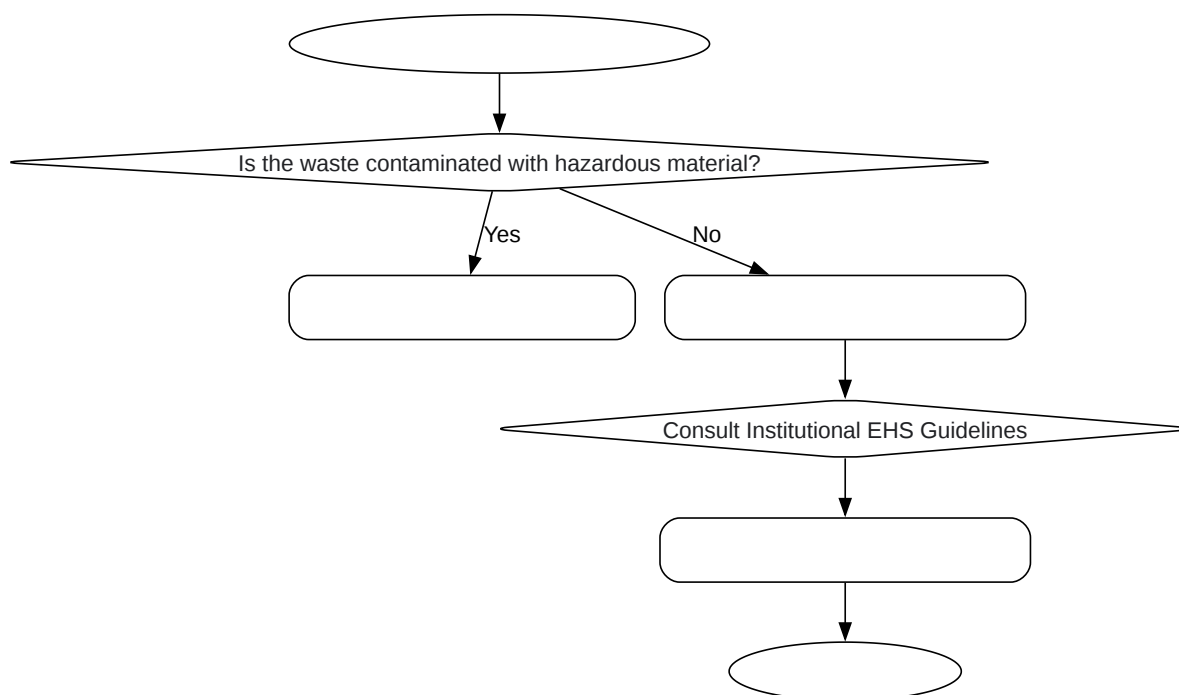 Is the waste contaminated with hazardous material?
Yes
No
Consult Institutional EHS Guidelines